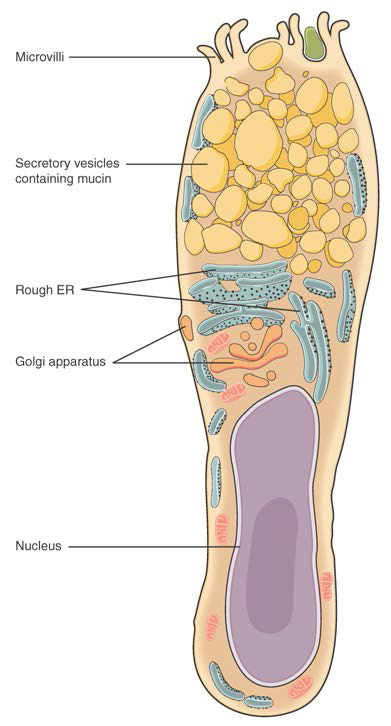 Microvilli
Secretory vesicles
containing mucin
Rough ER
Golgi apparatus
Nucleus